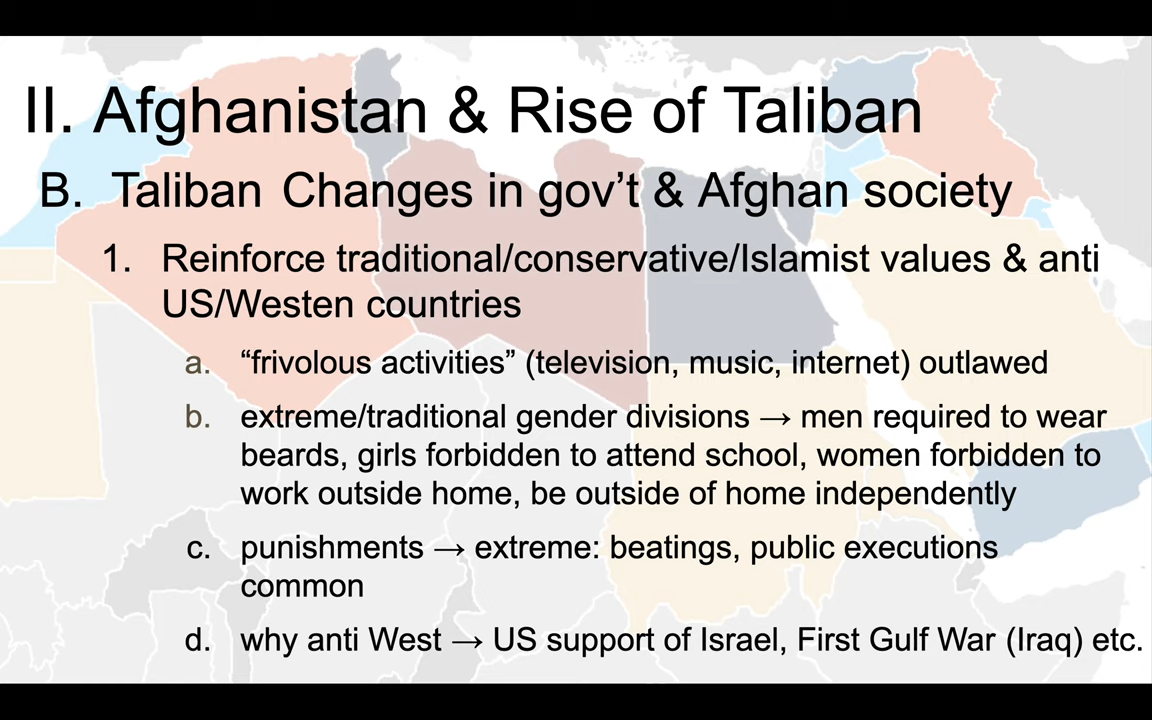 II. Afghanistan & Rise of Taliban
B. Taliban Changes in gov’t & Afghan society
1. Reinforce traditional/conservative/Islamist values & anti
US/Westen countries
a. “frivolous activities” (television, music, internet) outlawed
b. extreme/traditional gender divisions → men required to wear
beards, girls forbidden to attend school, women forbidden to
work outside home, be outside of home independently
c. punishments → extreme: beatings, public executions
common
d. why anti West → US support of Israel, First Gulf War (Iraq) etc.